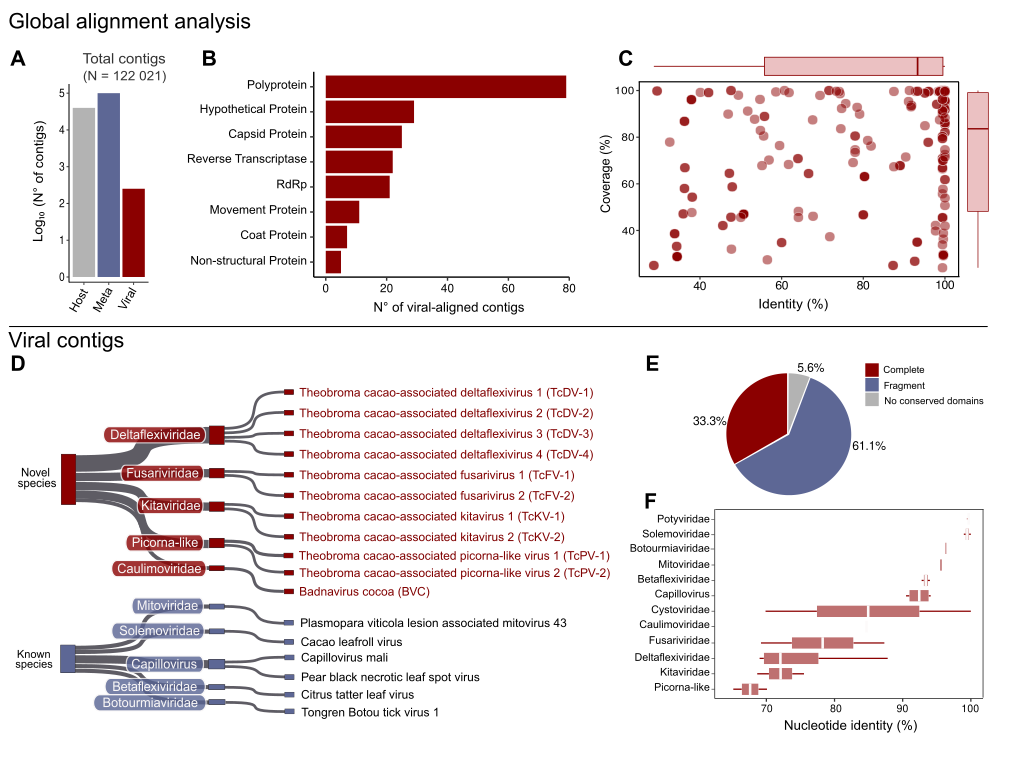 Global alignment analysis
A
Total contigs
(N = 122 021)
Log₁₀ (N° of contigs)
5
4
3
2
1
0
Host
Meta
Viral
B
Polyprotein
Hypothetical Protein
Capsid Protein
Reverse Transcriptase
RdRp
Movement Protein
Coat Protein
Non-structural Protein
0
20
40
60
80
N° of viral-aligned contigs
C
Coverage (%)
100
80
60
40
40
60
80
100
Identity (%)
Viral contigs
D
Novel
species
Deltaflexiviridae
Fusariviridae
Kitaviridae
Picorna-like
Caulimoviridae
Theobroma cacao-associated deltaflexivirus 1 (TcDV-1)
Theobroma cacao-associated deltaflexivirus 2 (TcDV-2)
Theobroma cacao-associated deltaflexivirus 3 (TcDV-3)
Theobroma cacao-associated deltaflexivirus 4 (TcDV-4)
Theobroma cacao-associated fusarivirus 1 (TcFV-1)
Theobroma cacao-associated fusarivirus 2 (TcFV-2)
Theobroma cacao-associated kitavirus 1 (TcKV-1)
Theobroma cacao-associated kitavirus 2 (TcKV-2)
Theobroma cacao-associated picorna-like virus 1 (TcPV-1)
Theobroma cacao-associated picorna-like virus 2 (TcPV-2)
Badnavirus cocoa (BVC)
Known
species
Mitoviridae
Solemoviridae
Capillovirus
Betaflexiviridae
Botourmiaviridae
Plasmopara viticola lesion associated mitovirus 43
Cacao leafroll virus
Capillovirus mali
Pear black necrotic leaf spot virus
Citrus tatter leaf virus
Tongren Botou tick virus 1
E
5.6%
33.3%
61.1%
Complete
Fragment
No conserved domains
F
Potyviridae
Solemoviridae
Botourmiaviridae
Mitoviridae
Betaflexiviridae
Capillovirus
Cystoviridae
Caulimoviridae
Fusariviridae
Deltaflexiviridae
Kitaviridae
Picorna-like
70
80
90
100
Nucleotide identity (%)